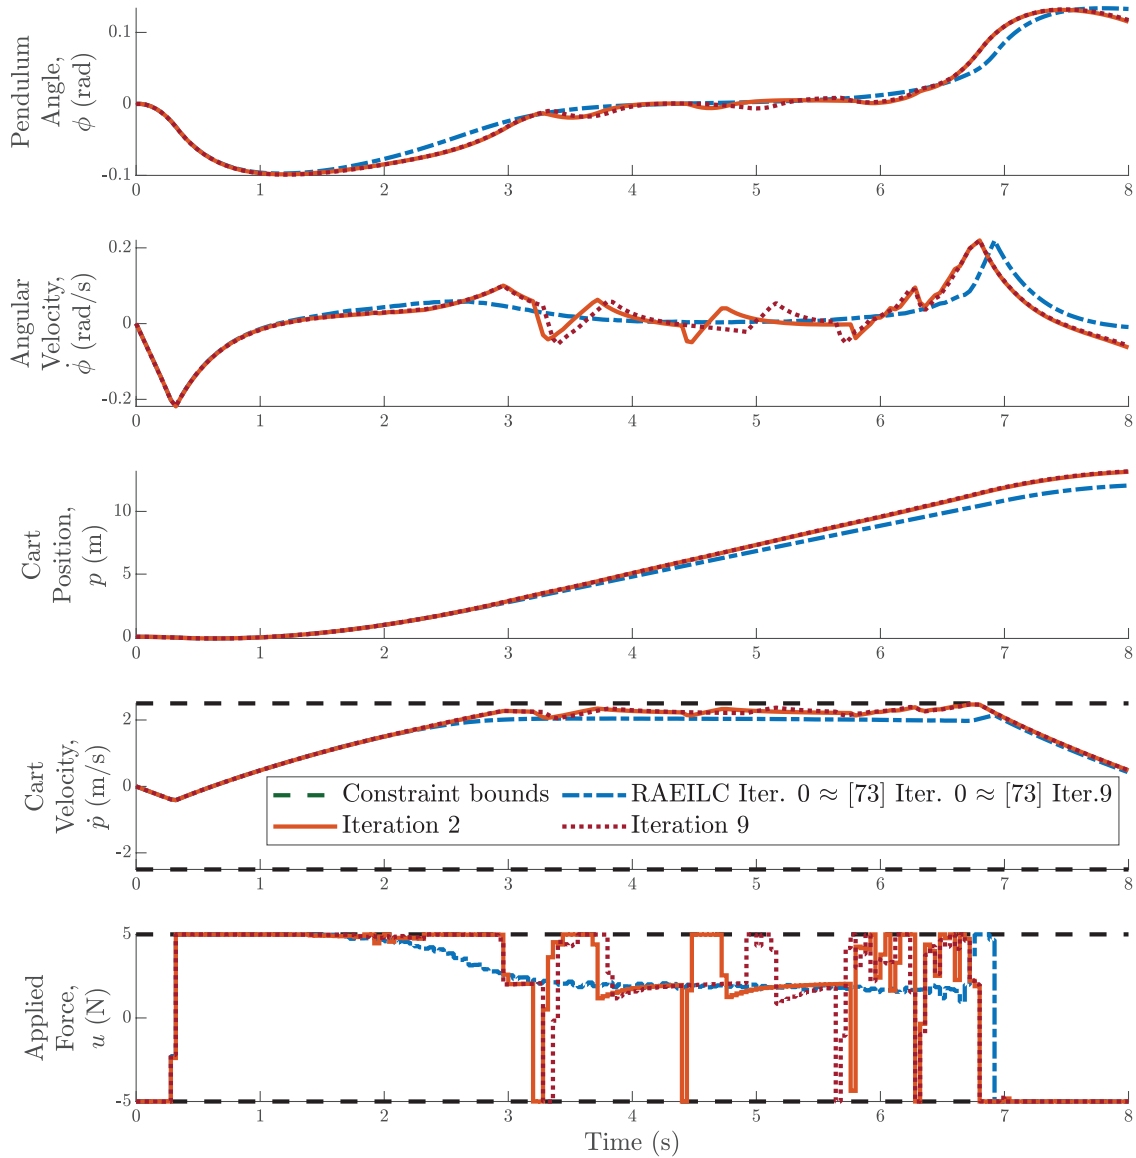 Pendulum
Angle,
ϕ (rad)
0.1
0
-0.1
0 1 2 3 4 5 6 7 8
Angular
Velocity,
ϕ̇ (rad/s)
0.2
0
-0.2
0 1 2 3 4 5 6 7 8
Cart
Position,
p (m)
10
5
0
0 1 2 3 4 5 6 7 8
Cart
Velocity,
ṗ (m/s)
2
0
-2
Constraint bounds
RAEILC Iter. 0 ≈ [73] Iter. 0 ≈ [73] Iter.9
Iteration 2
Iteration 9
0 1 2 3 4 5 6 7 8
Applied
Force,
u (N)
5
0
-5
0 1 2 3 4 5 6 7 8
Time (s)